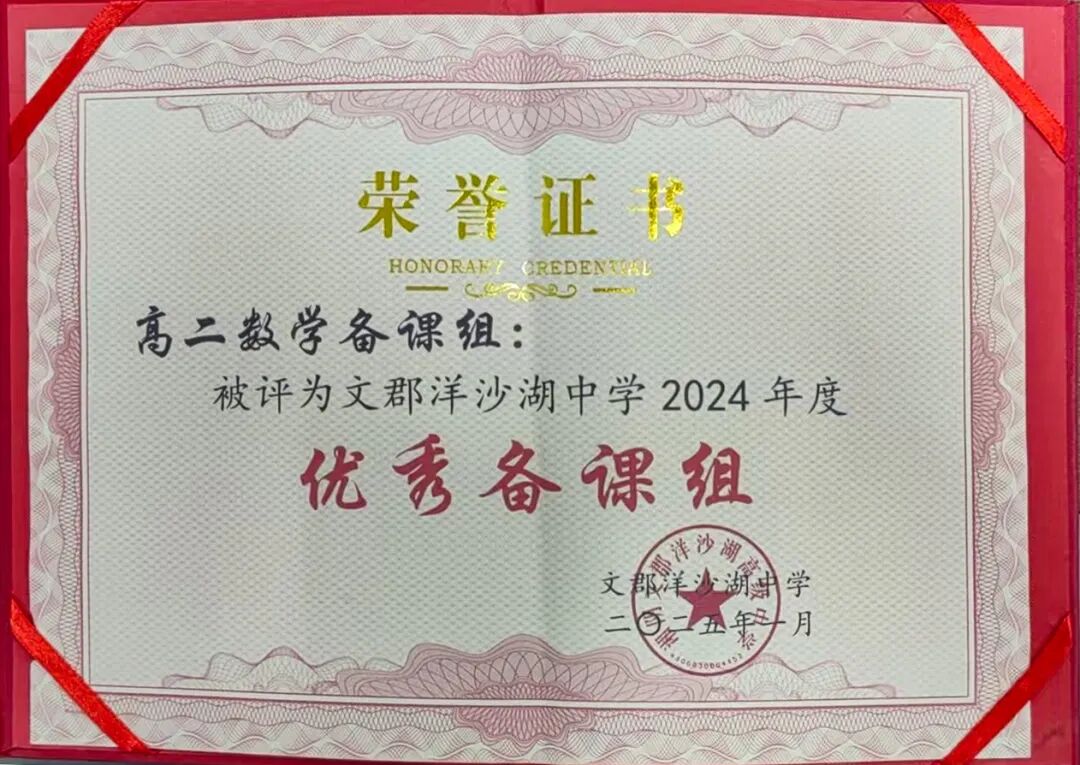 荣誉证书
HONORARY CREDENTIAL
高二数学备课组：
被评为文郡洋沙湖中学2024年度
优秀备课组
文郡洋沙湖中学
二〇二五年一月